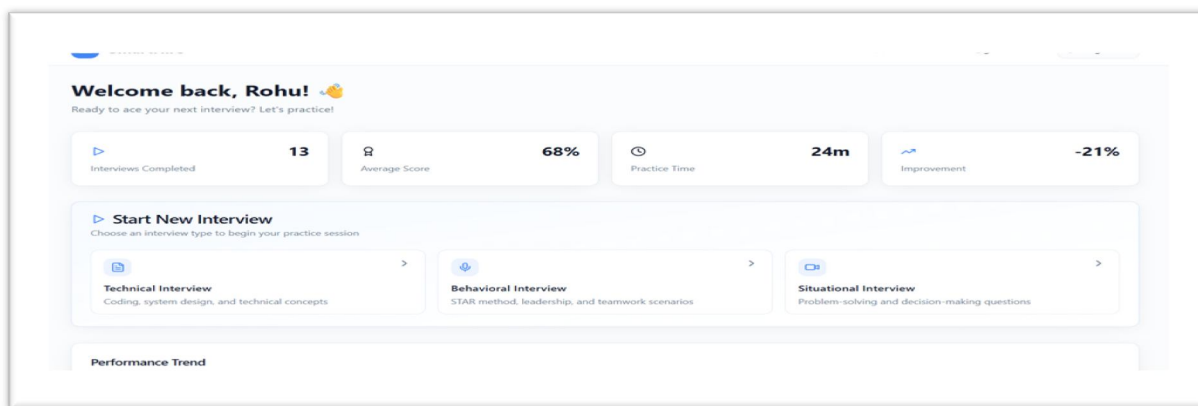 Welcome back, Rohu! 👋
Ready to ace your next interview? Let's practice!
13
Interviews Completed
68%
Average Score
24m
Practice Time
-21%
Improvement
Start New Interview
Choose an interview type to begin your practice session
Technical Interview
Coding, system design, and technical concepts
Behavioral Interview
STAR method, leadership, and teamwork scenarios
Situational Interview
Problem-solving and decision-making questions
Performance Trend